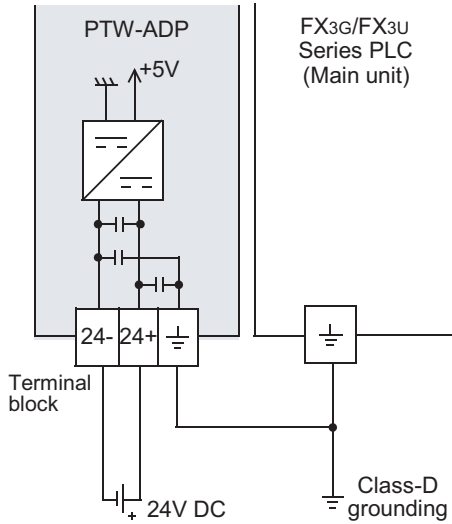 PTW-ADP
+5V
FX3G/FX3U
Series PLC
(Main unit)
24- 24+
Terminal
block
+ 24V DC
Class-D
grounding